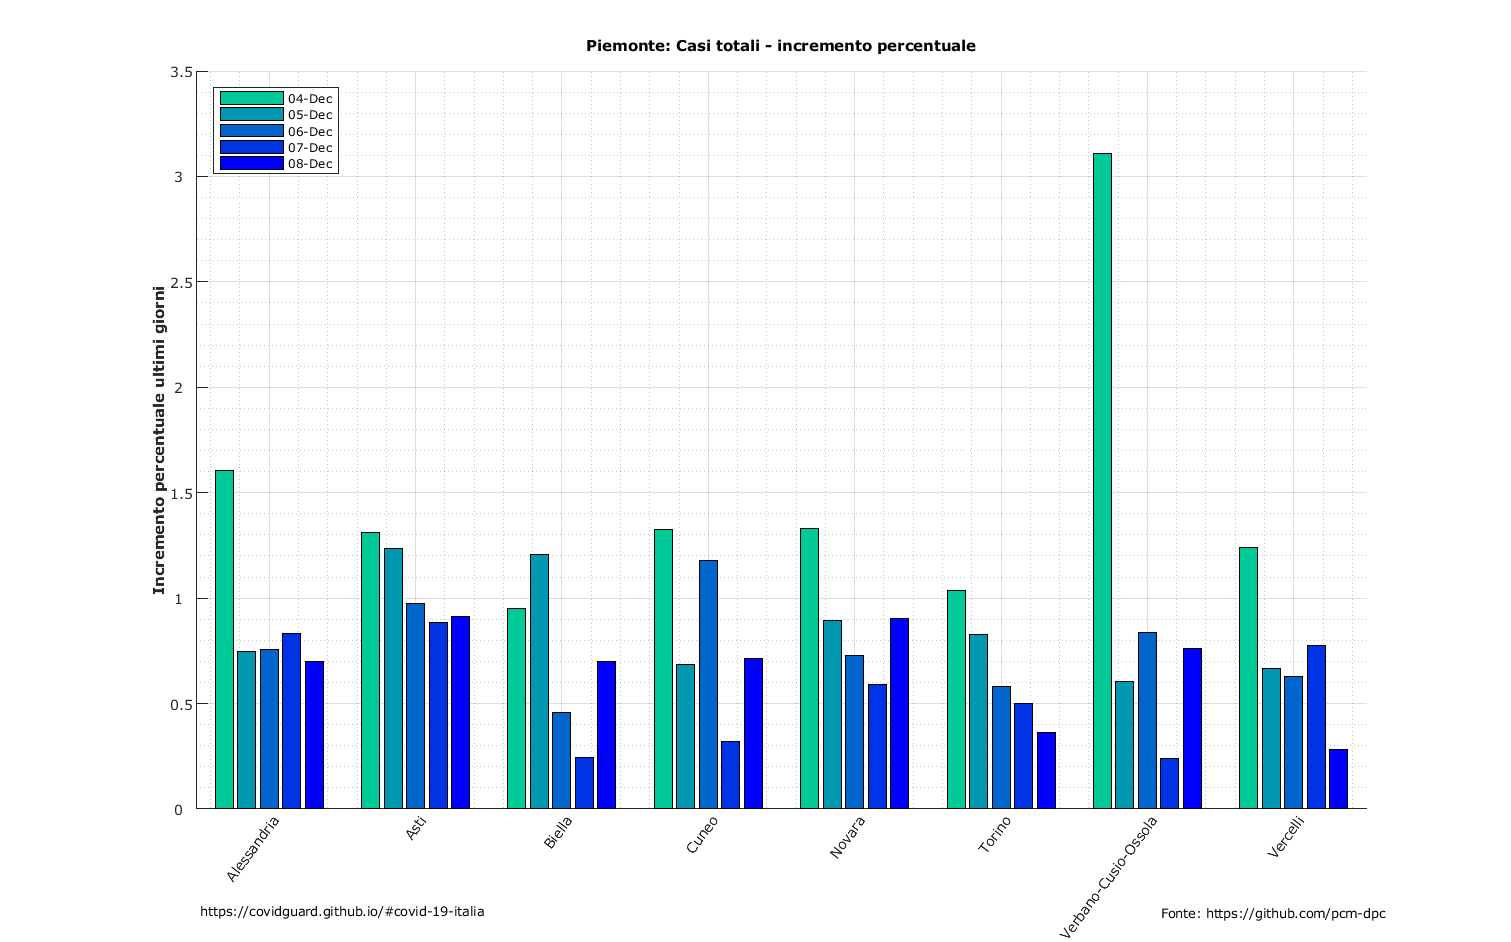 Piemonte: Casi totali - incremento percentuale
04-Dec
05-Dec
06-Dec
07-Dec
08-Dec
Incremento percentuale ultimi giorni
3.5
3
2.5
2
1.5
1
0.5
0
Alessandria
Asti
Biella
Cuneo
Novara
Torino
Verbano-Cusio-Ossola
Vercelli
https://covidguard.github.io/#covid-19-italia
Fonte: https://github.com/pcm-dpc